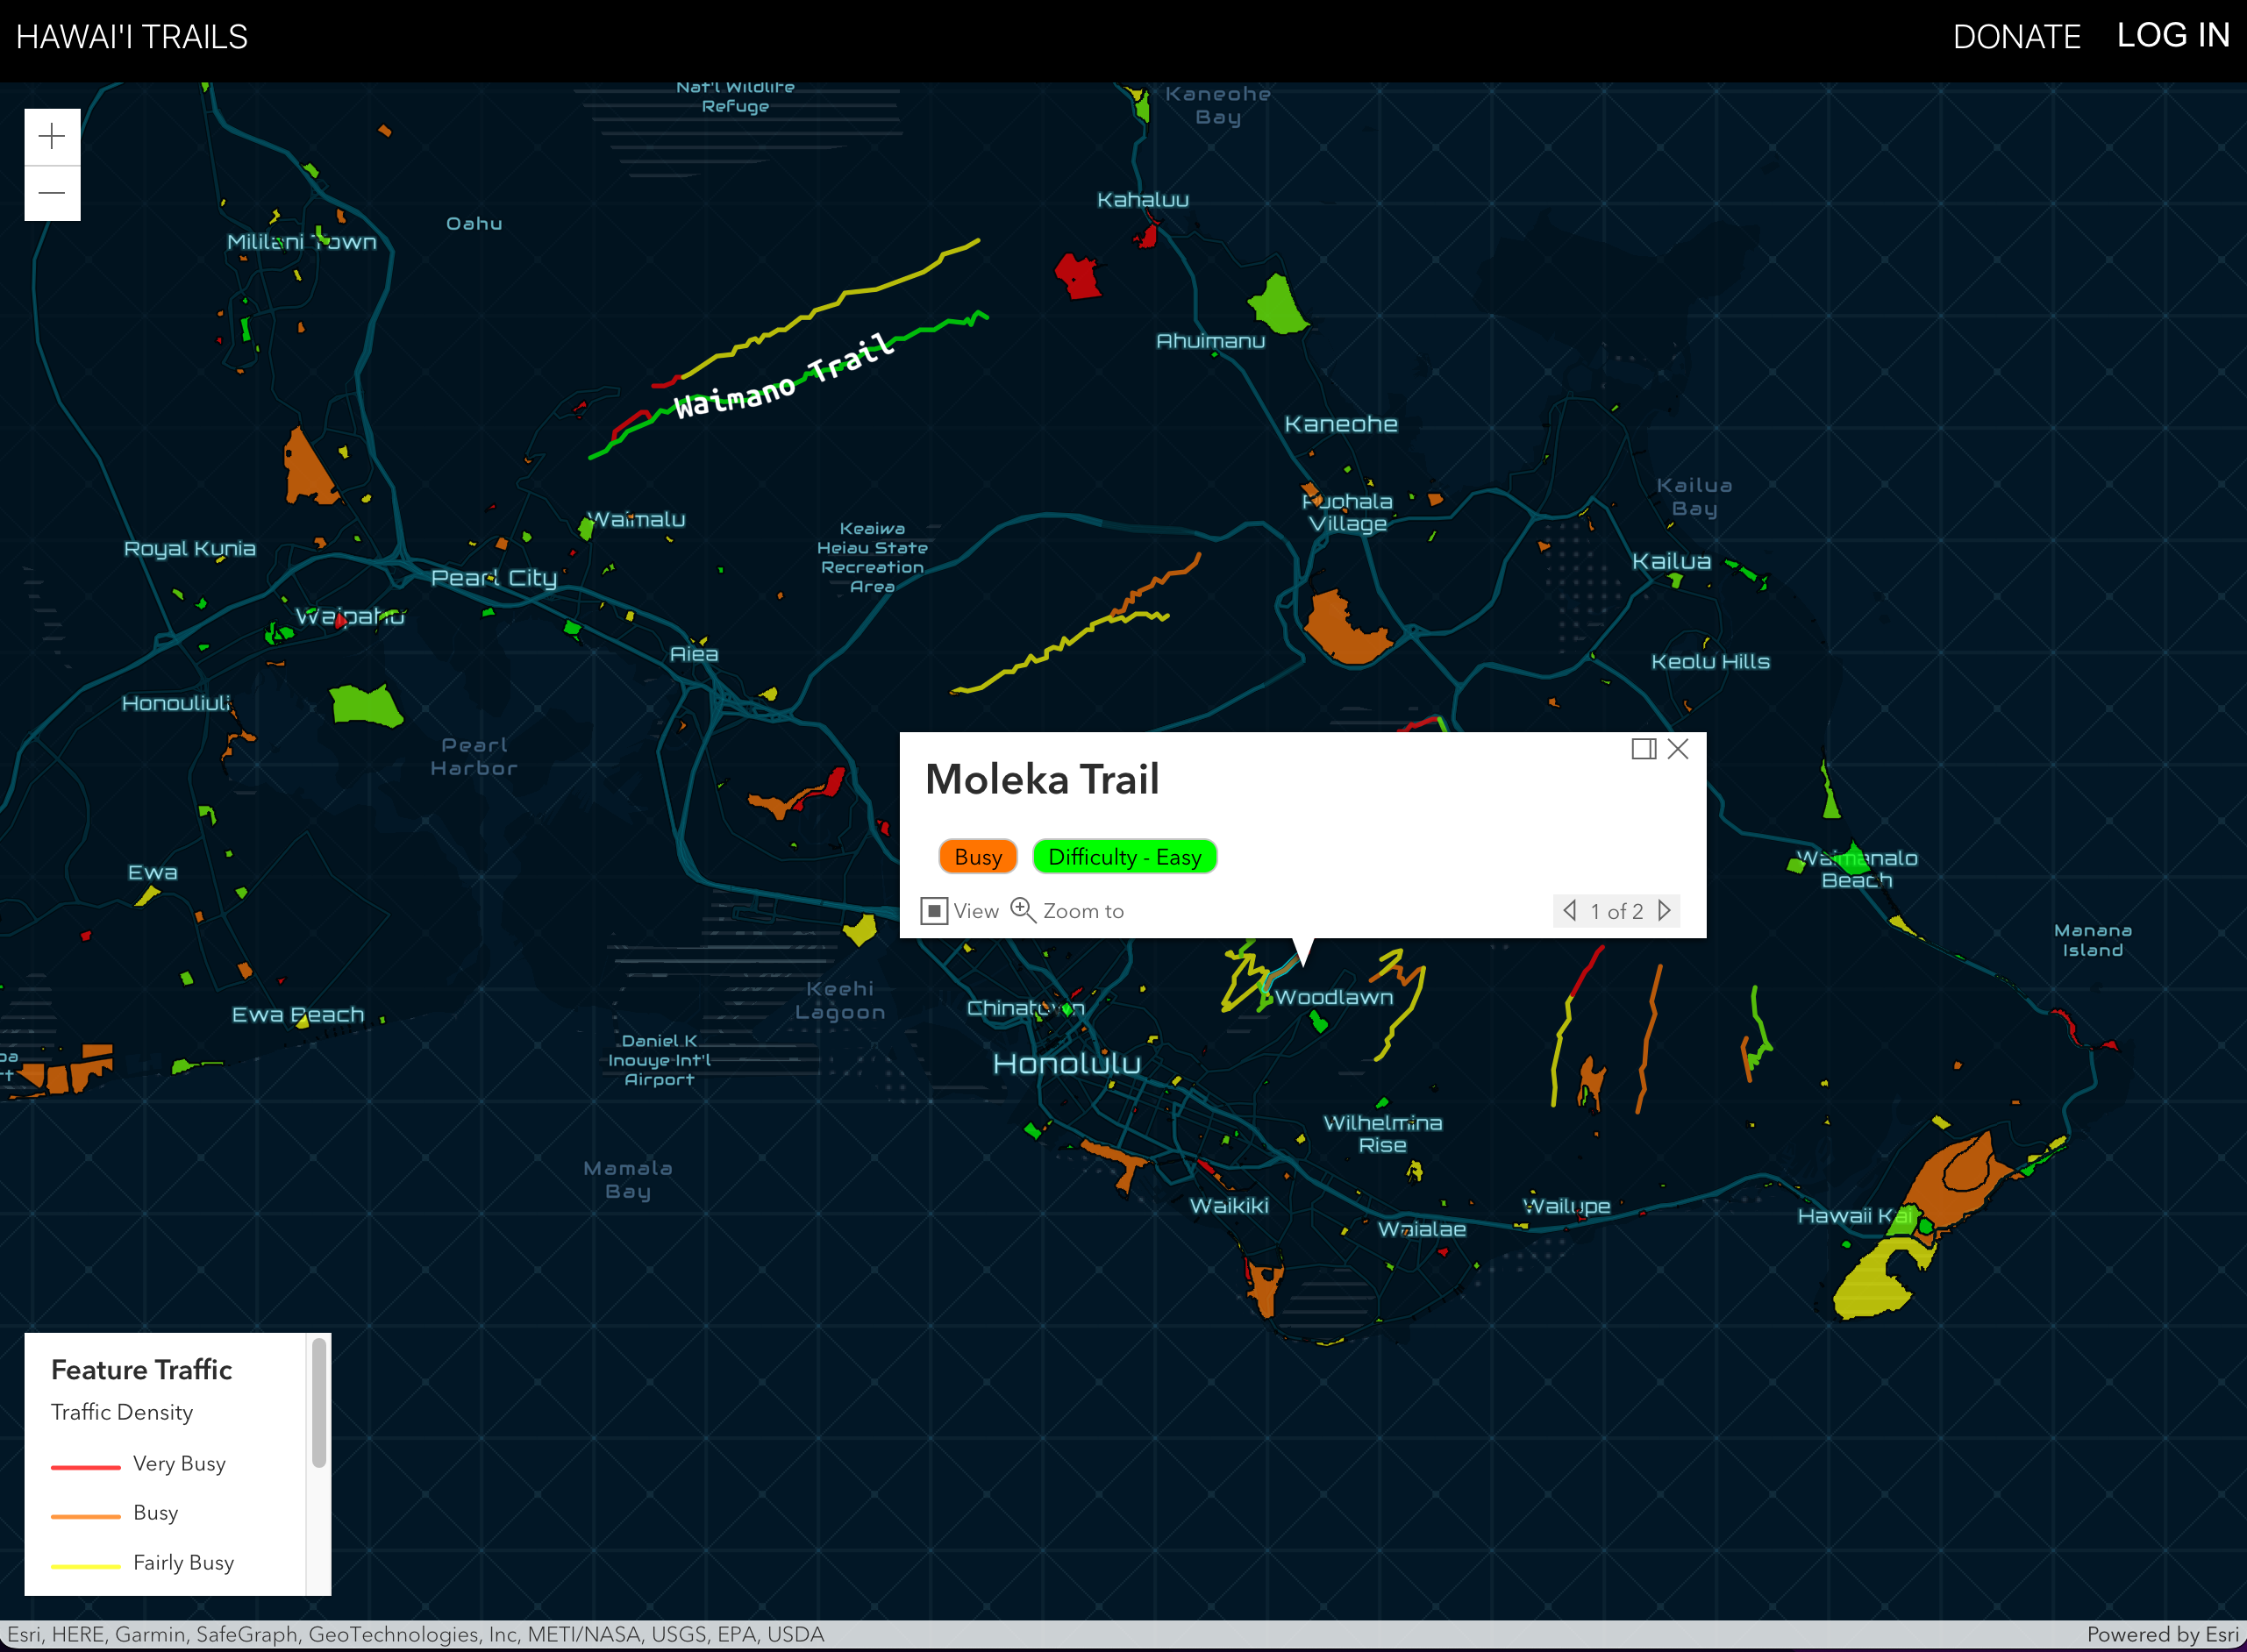 HAWAI'I TRAILS
DONATE
LOG IN
Nat'l Wildlife
Refuge
Kaneohe
Bay
Kahaluu
Oahu
Mililani Town
Ahuimanu
Waimano Trail
Kaneohe
Puohala
Village
Kailua
Bay
Waimalu
Keaiwa
Heiau State
Recreation
Area
Royal Kunia
Kailua
Pearl City
Waipahu
Aiea
Keolu Hills
Honouliuli
Pearl
Harbor
Moleka Trail
Busy
Difficulty - Easy
View
Zoom to
1 of 2
Waimanalo
Beach
Ewa
Manana
Island
Keehi
Lagoon
Woodlawn
Chinatown
Ewa Beach
Daniel K
Inouye Int'l
Airport
Honolulu
Wilhelmina
Rise
Mamala
Bay
Waikiki
Wailupe
Waialae
Hawaii Kai
Feature Traffic
Traffic Density
Very Busy
Busy
Fairly Busy
Esri, HERE, Garmin, SafeGraph, GeoTechnologies, Inc, METI/NASA, USGS, EPA, USDA
Powered by Esri